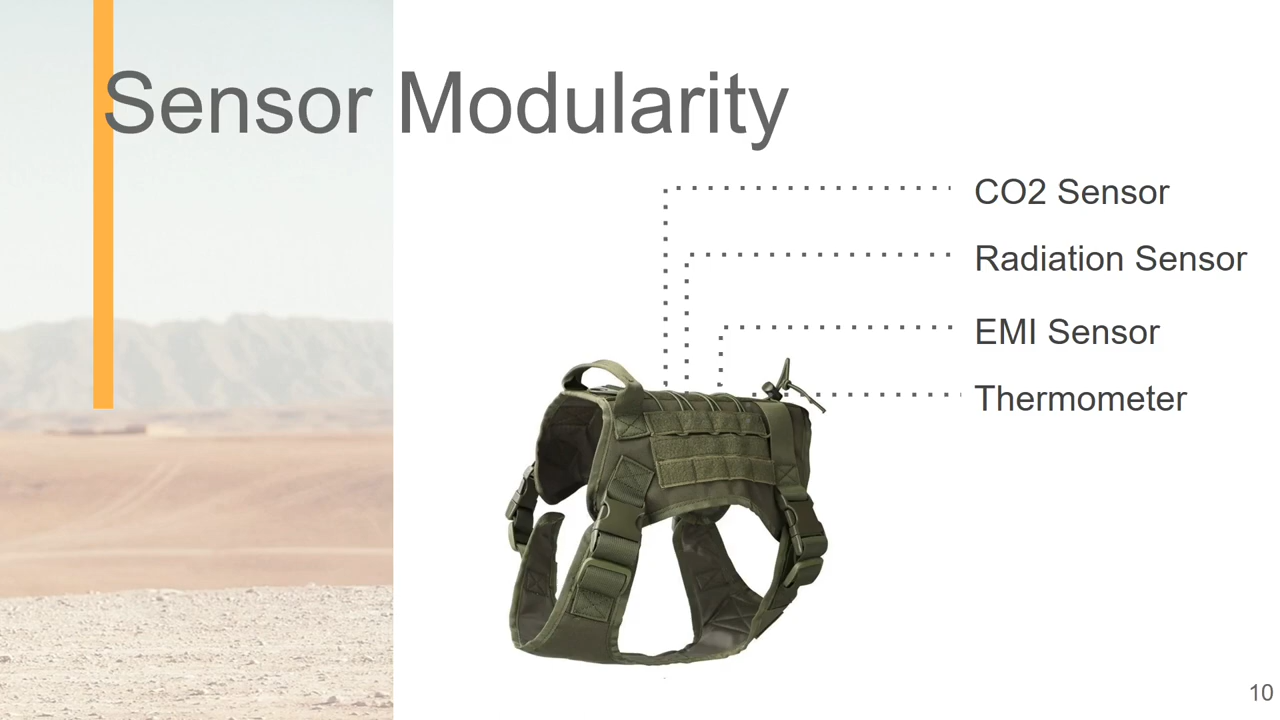 Sensor Modularity
CO2 Sensor
Radiation Sensor
EMI Sensor
Thermometer
10